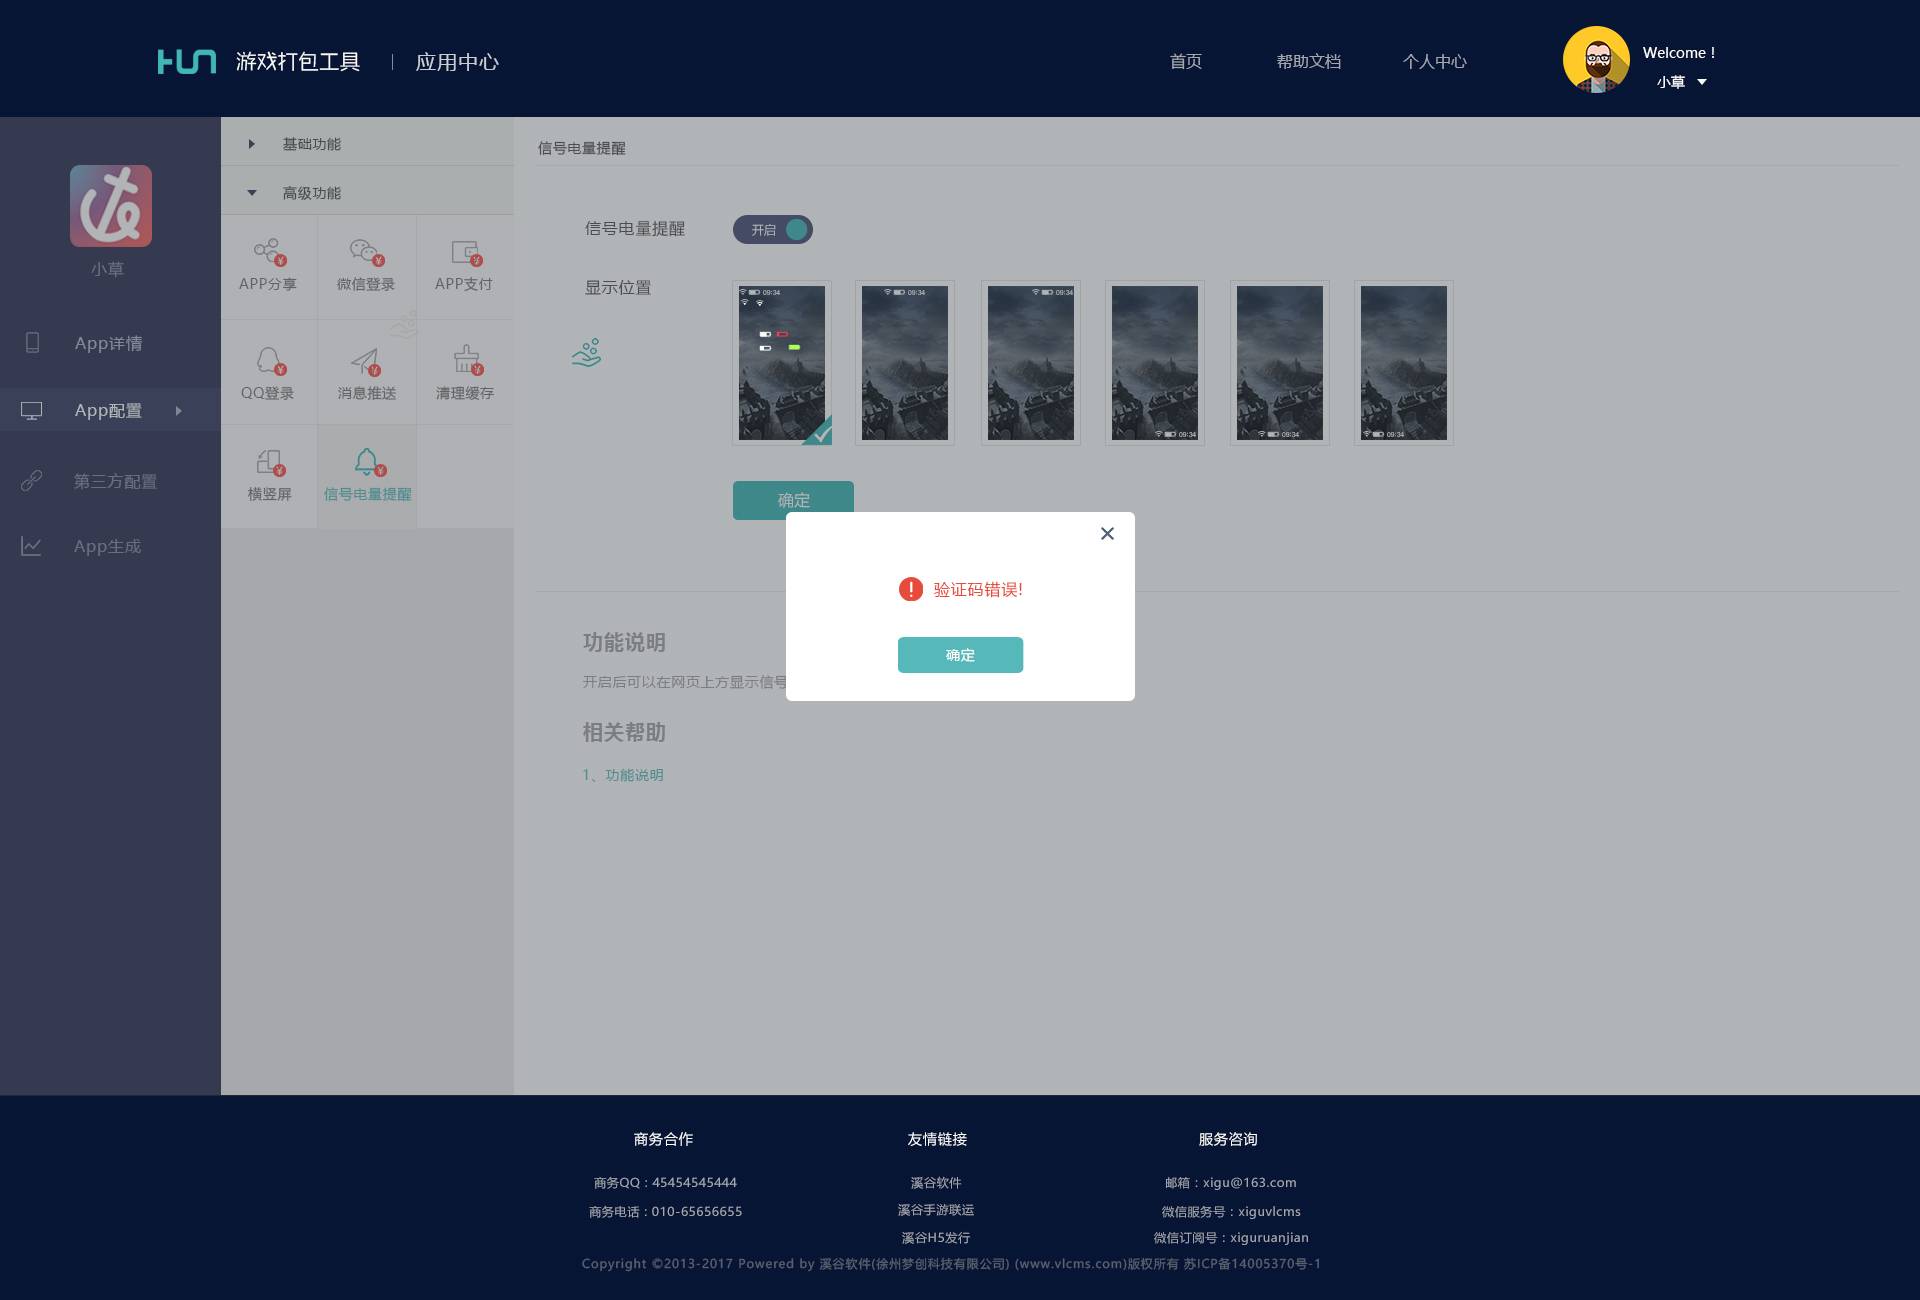 HUN 游戏打包工具 | 应用中心
首页 帮助文档 个人中心
Welcome !
小草
小草
App详情
App配置
第三方配置
App生成
基础功能
高级功能
APP分享 微信登录 APP支付
QQ登录 消息推送 清理缓存
横竖屏 信号电量提醒
信号电量提醒
信号电量提醒 开启
显示位置
09:34 09:34 09:34
09:34 09:34 09:34
确定
验证码错误!
确定
功能说明
开启后可以在网页上方显示信号
相关帮助
1、功能说明
商务合作
商务QQ : 45454545444
商务电话 : 010-65656655
友情链接
溪谷软件
溪谷手游联运
溪谷H5发行
服务咨询
邮箱 : xigu@163.com
微信服务号 : xiguvlcms
微信订阅号 : xiguruanjian
Copyright ©2013-2017 Powered by 溪谷软件(徐州梦创科技有限公司) (www.vlcms.com)版权所有 苏ICP备14005370号-1